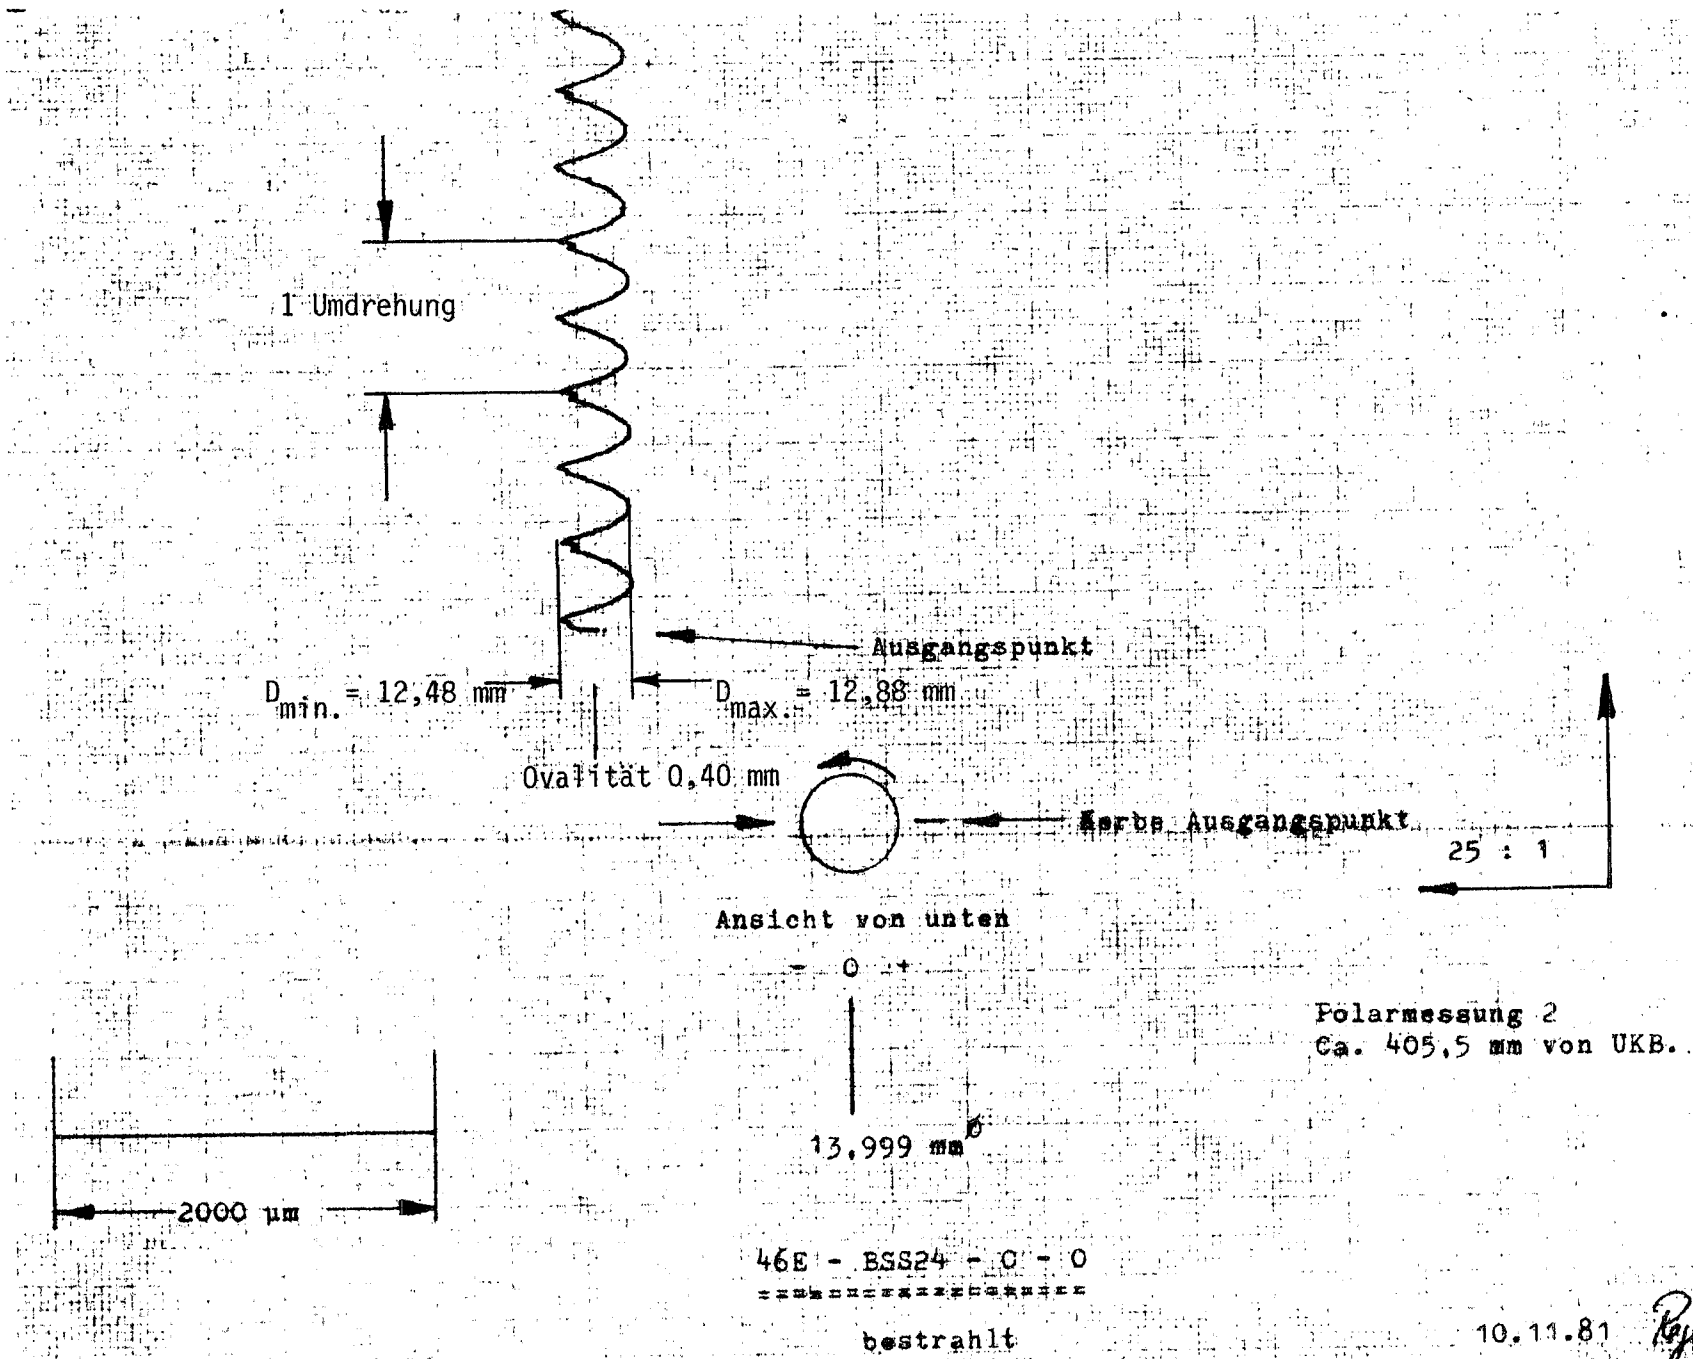 1 Umdrehung
Ausgangspunkt
Dmin. = 12,48 mm
Dmax. = 12,88 mm
Ovalität 0,40 mm
Kerbe Ausgangspunkt
25 : 1
Ansicht von unten
- 0 +
Polarmessung 2
Ca. 405,5 mm von UKB.
13,999 mmø
2000 µm
46E - BSS24 - C - 0
bestrahlt
10.11.81